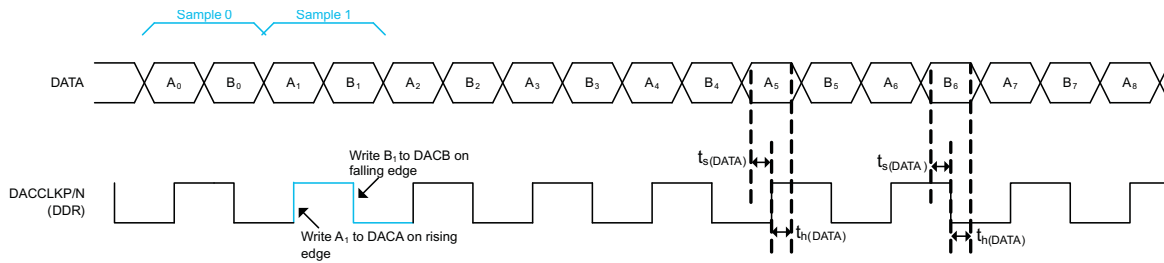 Sample 0 Sample 1
DATA A0 B0 A1 B1 A2 B2 A3 B3 A4 B4 A5 B5 A6 B6 A7 B7 A8
ts(DATA) ts(DATA)
Write B1 to DACB on
falling edge
DACCLKP/N
(DDR)
Write A1 to DACA on rising
edge
th(DATA) th(DATA)